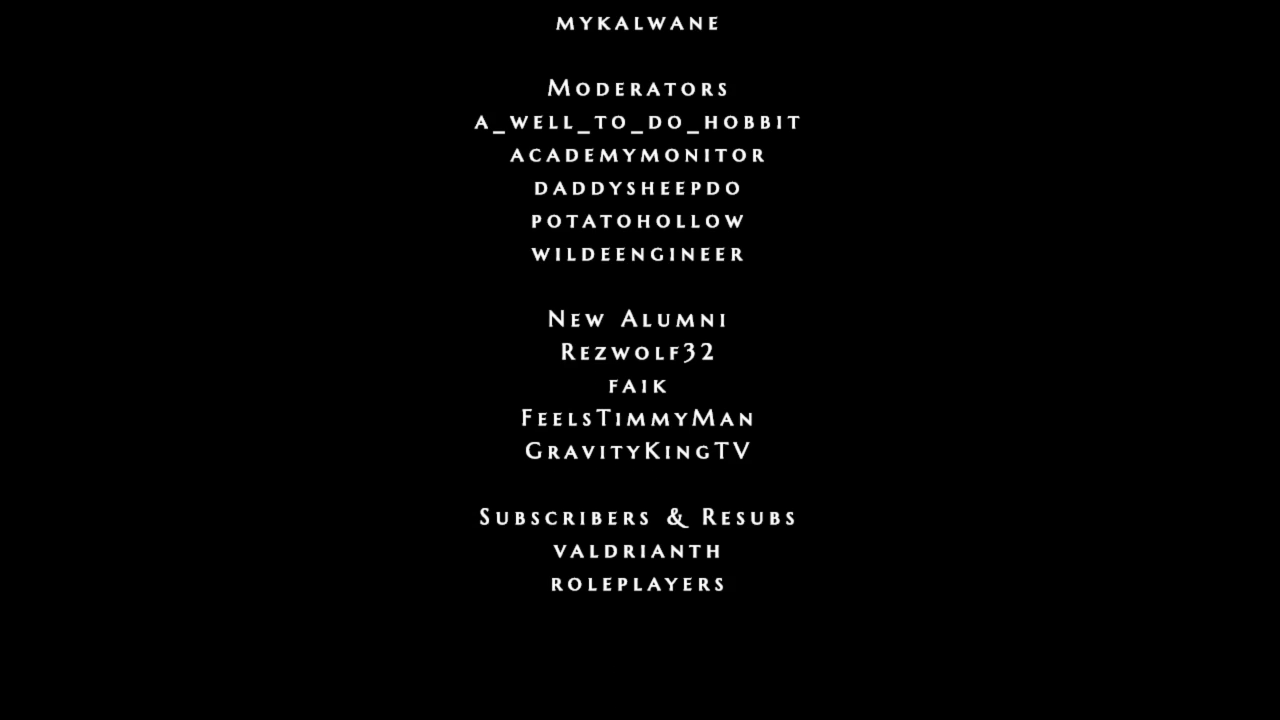 mykalwane
Moderators
a_well_to_do_hobbit
academymonitor
daddysheepdo
potatohollow
wildeengineer
New Alumni
Rezwolf32
faik
FeelsTimmyMan
GravityKingTV
Subscribers & Resubs
valdrianth
roleplayers